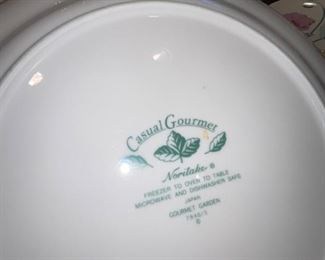 Casual Gourmet
Noritake ®
FREEZER TO OVEN TO TABLE
MICROWAVE AND DISHWASHER SAFE
JAPAN
GOURMET GARDEN
©